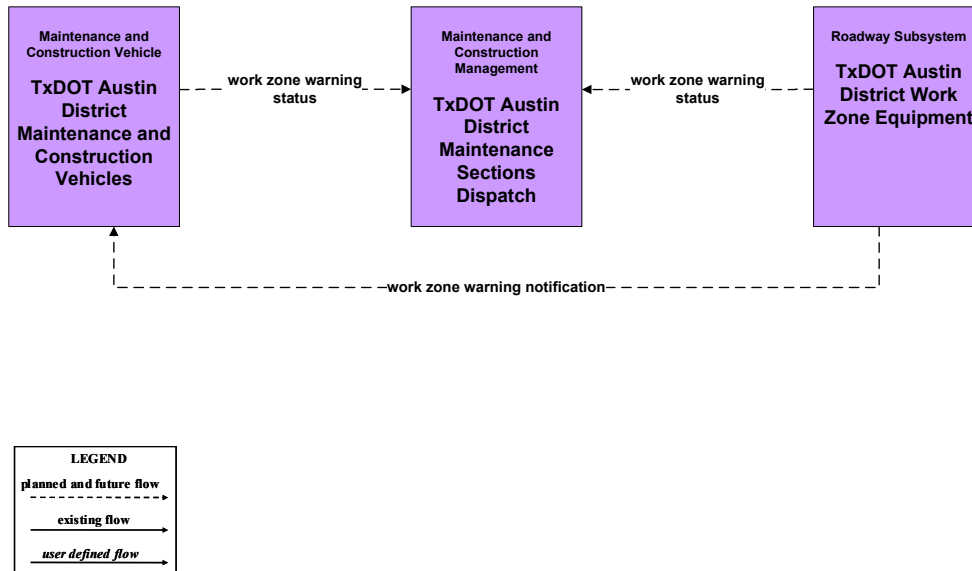 Maintenance and
Construction Vehicle
TxDOT Austin
District
Maintenance and
Construction
Vehicles
work zone warning
status
Maintenance and
Construction
Management
TxDOT Austin
District
Maintenance
Sections
Dispatch
work zone warning
status
Roadway Subsystem
TxDOT Austin
District Work
Zone Equipment
work zone warning notification
LEGEND
planned and future flow
existing flow
user defined flow